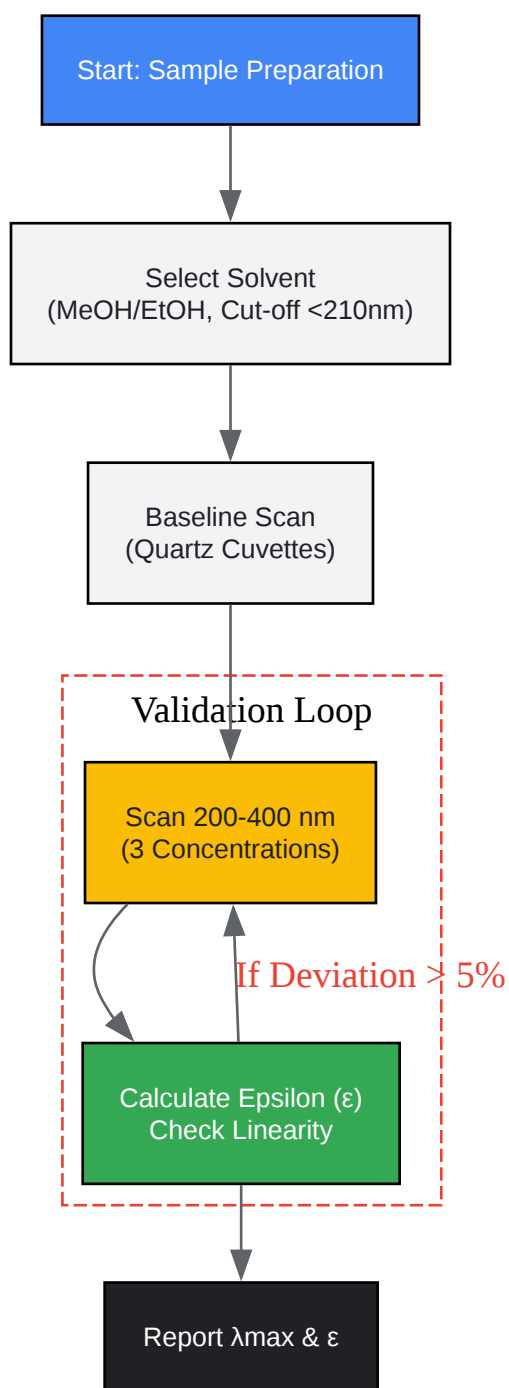 Start: Sample Preparation
Select Solvent
(MeOH/EtOH, Cut-off <210nm)
Baseline Scan
(Quartz Cuvettes)
Validation Loop
Scan 200-400 nm
(3 Concentrations)
If Deviation > 5%
Calculate Epsilon (ε)
Check Linearity
Report λmax & ε